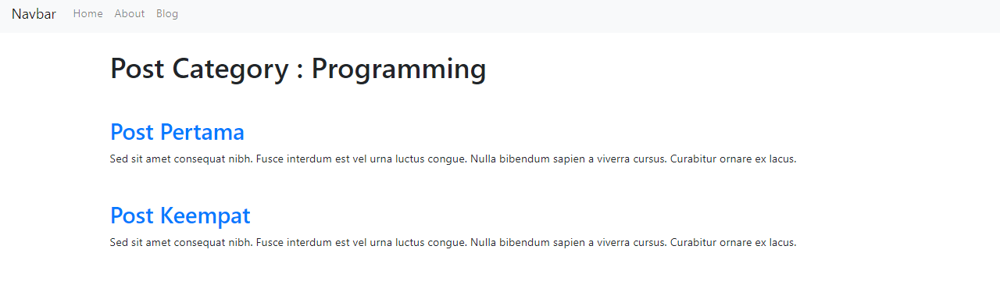 Navbar Home About Blog
Post Category : Programming
Post Pertama
Sed sit amet consequat nibh. Fusce interdum est vel urna luctus congue. Nulla bibendum sapien a viverra cursus. Curabitur ornare ex lacus.
Post Keempat
Sed sit amet consequat nibh. Fusce interdum est vel urna luctus congue. Nulla bibendum sapien a viverra cursus. Curabitur ornare ex lacus.